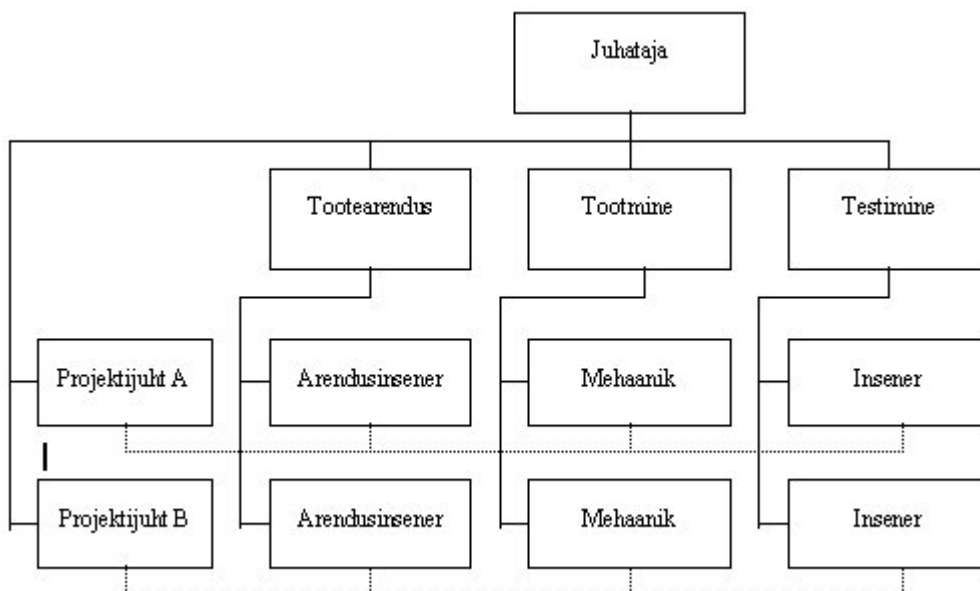 Juhataja
Tootearendus
Tootmine
Testimine
Projektijuht A
Arendusinsener
Mehaanik
Insener
Projektijuht B
Arendusinsener
Mehaanik
Insener